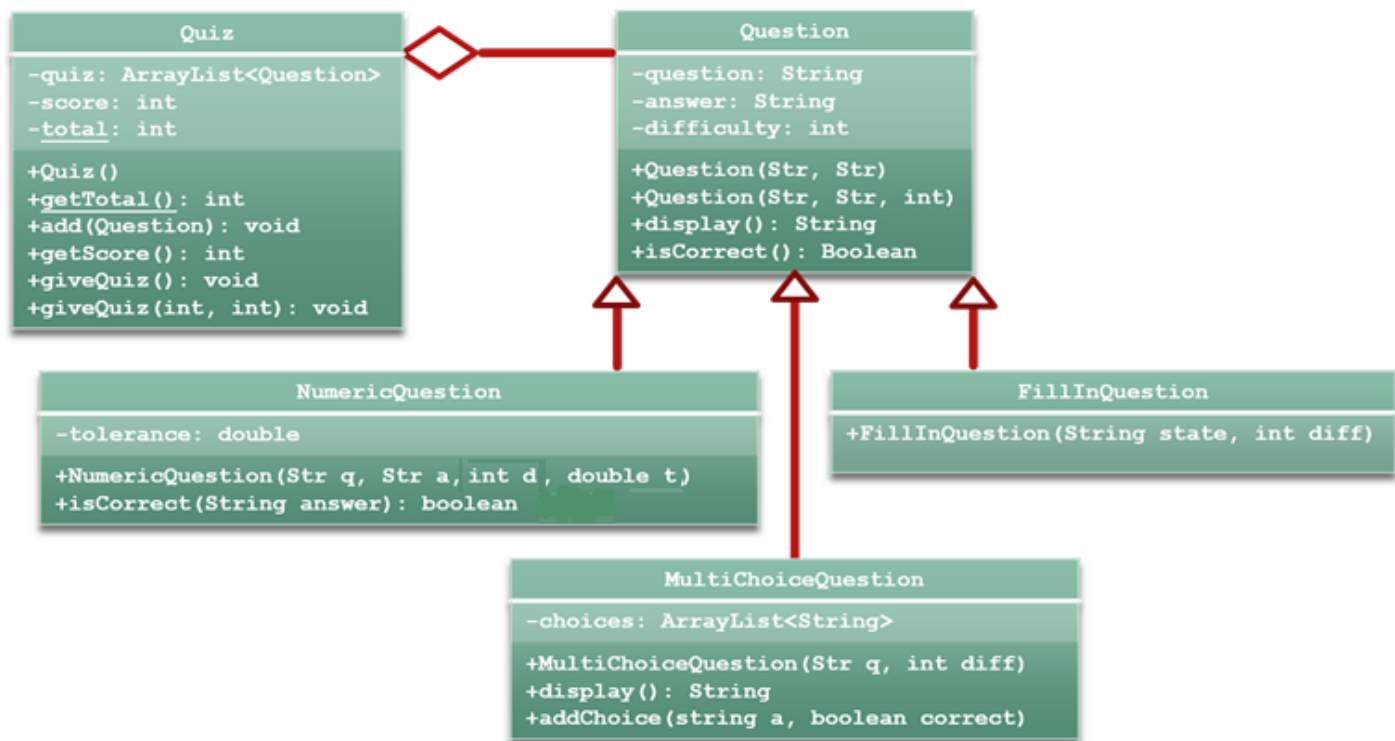 Quiz
-quiz: ArrayList<Question>
-score: int
-total: int
+Quiz()
+getTotal(): int
+add(Question): void
+getScore(): int
+giveQuiz(): void
+giveQuiz(int, int): void
Question
-question: String
-answer: String
-difficulty: int
+Question(Str, Str)
+Question(Str, Str, int)
+display(): String
+isCorrect(): Boolean
NumericQuestion
-tolerance: double
+NumericQuestion(Str q, Str a, int d , double t,)
+isCorrect(String answer): boolean
FillInQuestion
+FillInQuestion(String state, int diff)
MultiChoiceQuestion
-choices: ArrayList<String>
+MultiChoiceQuestion(Str q, int diff)
+display(): String
+addChoice(string a, boolean correct)